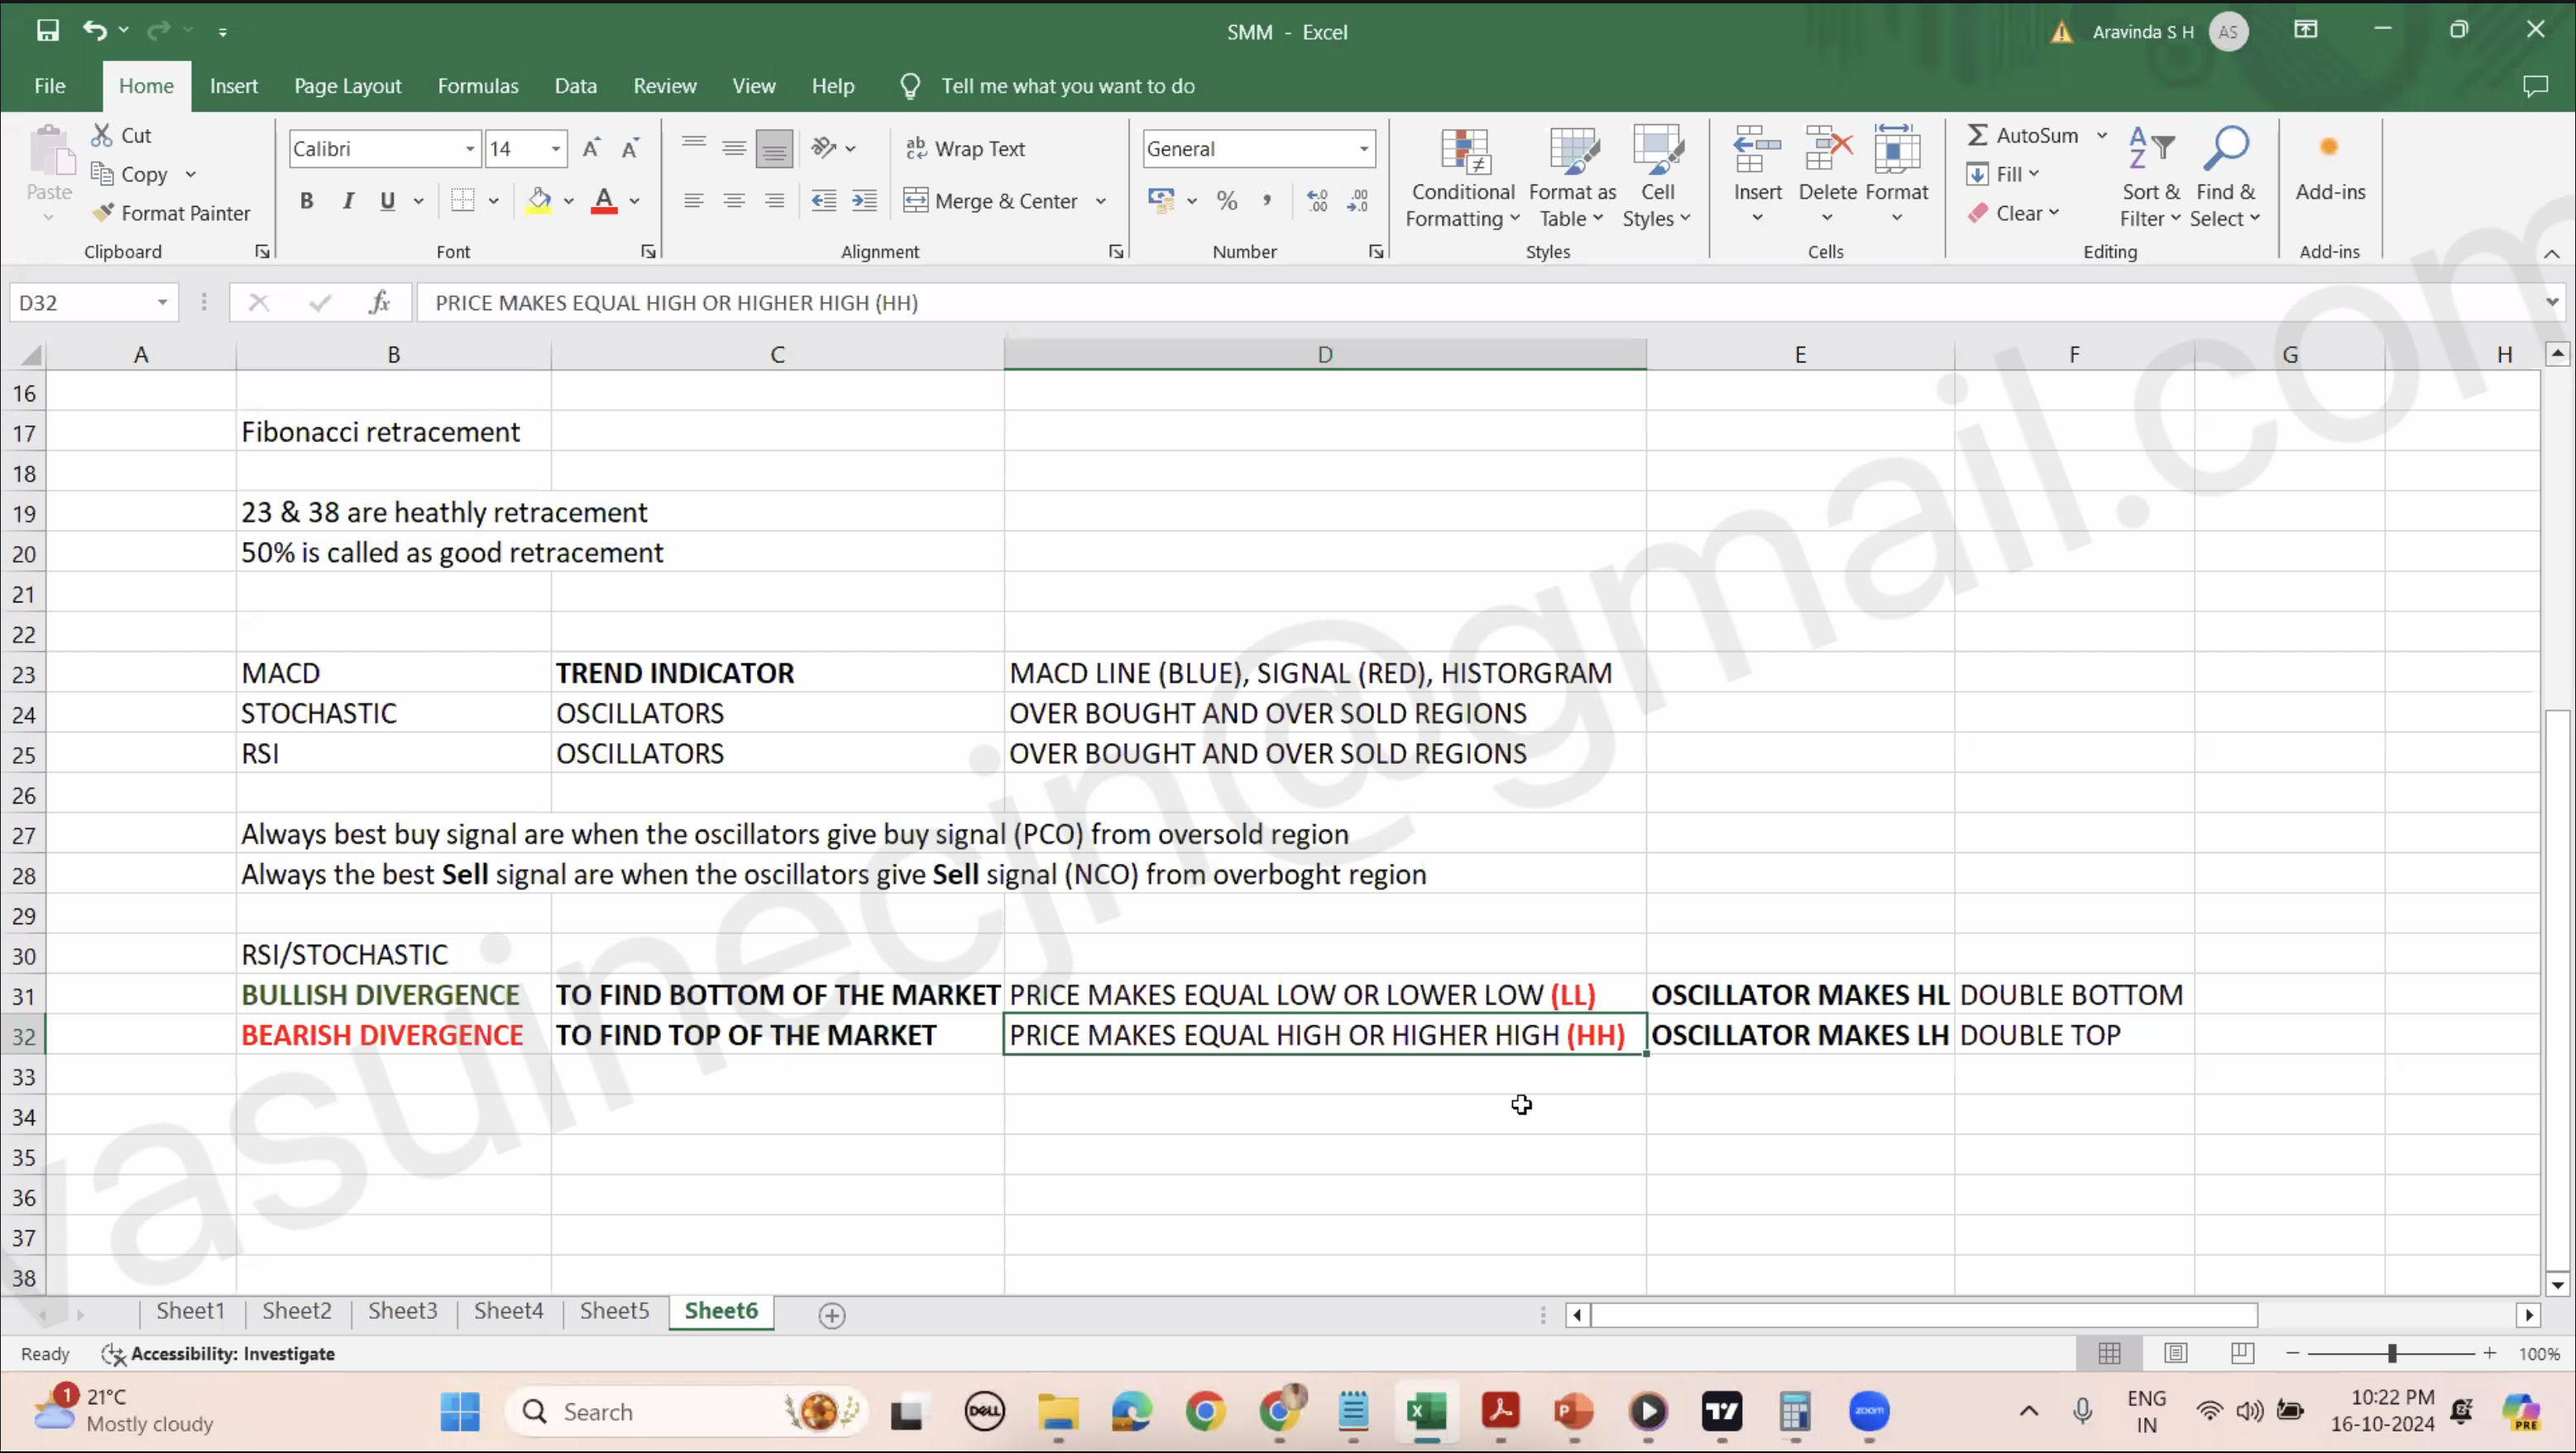 SMM - Excel
Aravinda S H AS
File Home Insert Page Layout Formulas Data Review View Help Tell me what you want to do
Cut
Copy
Format Painter
Paste
Clipboard
Calibri 14
B I U
Font
Wrap Text
Merge & Center
Alignment
General
Number
Conditional Formatting
Format as Table
Cell Styles
Styles
Insert Delete Format
Cells
AutoSum
Fill
Clear
Sort & Filter
Find & Select
Editing
Add-ins
Add-ins
D32 fx PRICE MAKES EQUAL HIGH OR HIGHER HIGH (HH)
A B C D E F G H
16
17 Fibonacci retracement
18
19 23 & 38 are heathly retracement
20 50% is called as good retracement
21
22
23 MACD TREND INDICATOR MACD LINE (BLUE), SIGNAL (RED), HISTORGRAM
24 STOCHASTIC OSCILLATORS OVER BOUGHT AND OVER SOLD REGIONS
25 RSI OSCILLATORS OVER BOUGHT AND OVER SOLD REGIONS
26
27 Always best buy signal are when the oscillators give buy signal (PCO) from oversold region
28 Always the best Sell signal are when the oscillators give Sell signal (NCO) from overboght region
29
30 RSI/STOCHASTIC
31 BULLISH DIVERGENCE TO FIND BOTTOM OF THE MARKET PRICE MAKES EQUAL LOW OR LOWER LOW (LL) OSCILLATOR MAKES HL DOUBLE BOTTOM
32 BEARISH DIVERGENCE TO FIND TOP OF THE MARKET PRICE MAKES EQUAL HIGH OR HIGHER HIGH (HH) OSCILLATOR MAKES LH DOUBLE TOP
33
34
35
36
37
38
vasuinecjn@gmail.com
Sheet1 Sheet2 Sheet3 Sheet4 Sheet5 Sheet6
Ready Accessibility: Investigate 100%
1 21°C
Mostly cloudy
Search
DELL
zoom
ENG
IN
10:22 PM
16-10-2024
PRE